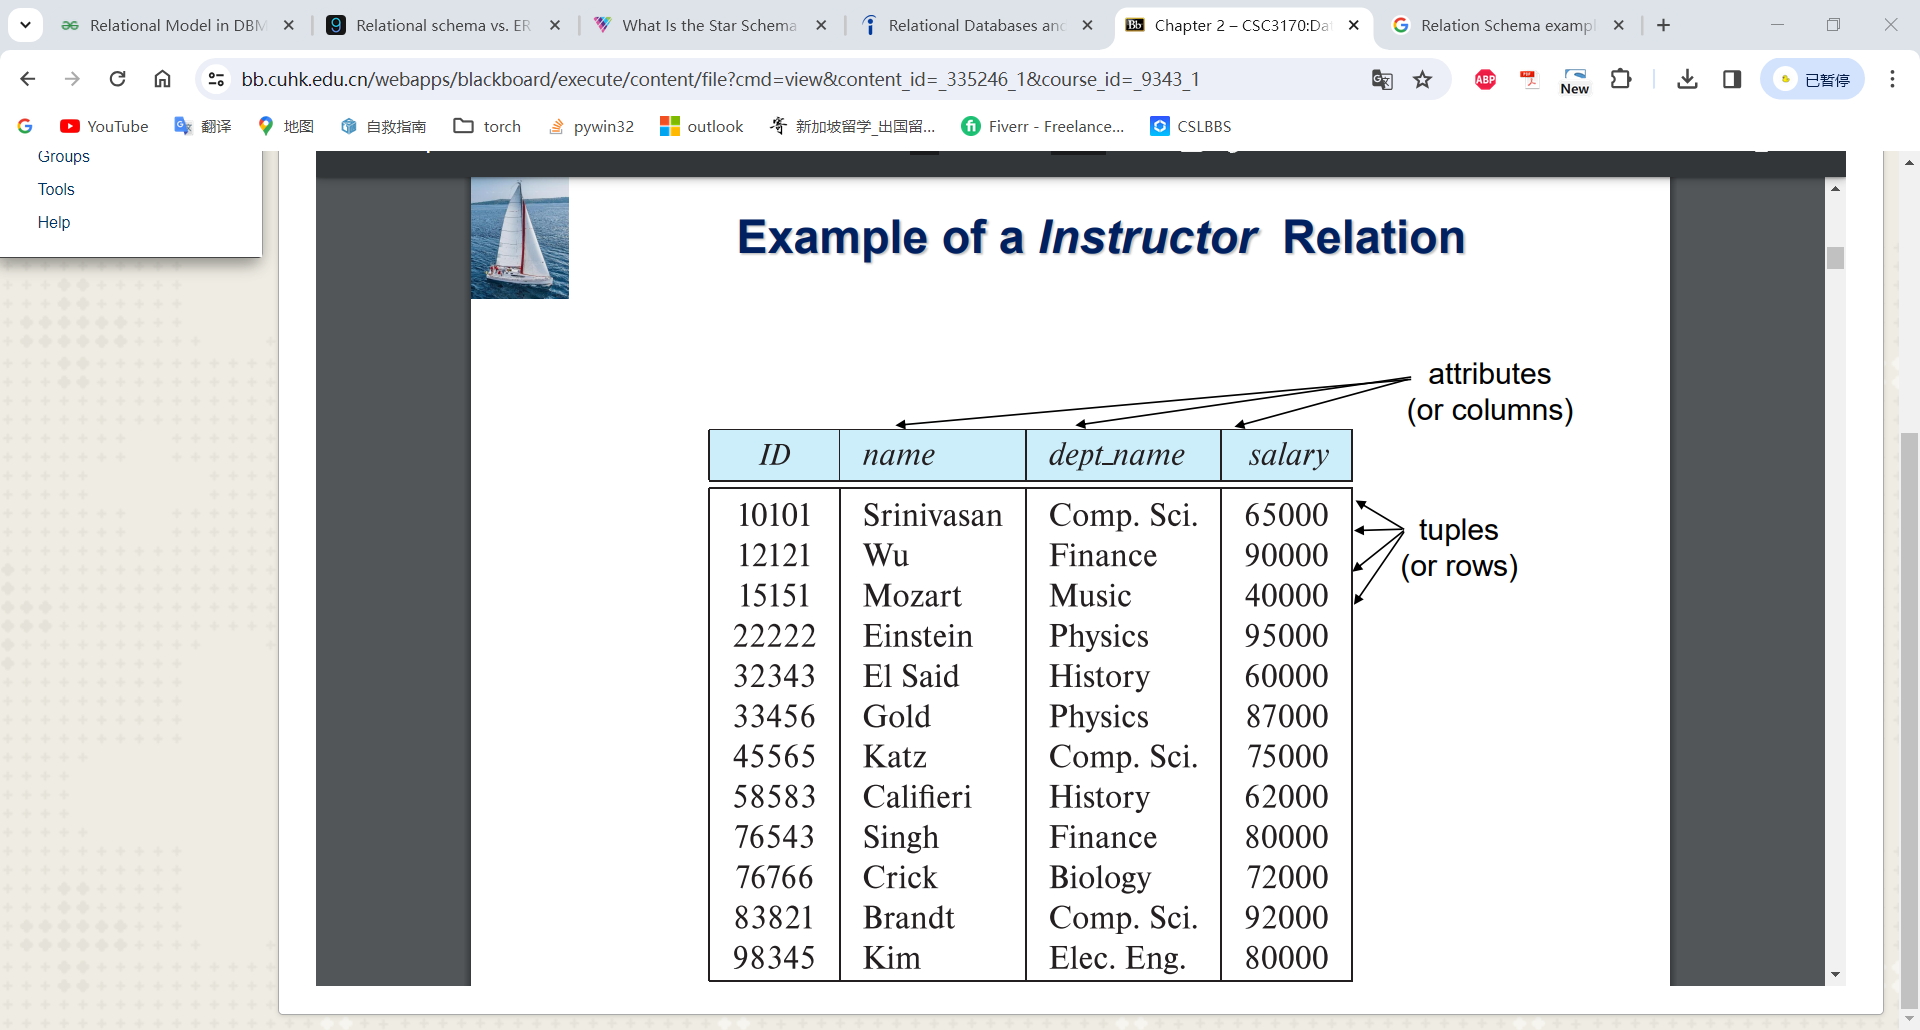 Relational Model in DBM
Relational schema vs. ER
What Is the Star Schema
Relational Databases and
Chapter 2 – CSC3170:Dat
Relation Schema exampl
bb.cuhk.edu.cn/webapps/blackboard/execute/content/file?cmd=view&content_id=_335246_1&course_id=_9343_1
ABP
PDF
New
已暂停
YouTube
翻译
地图
自救指南
torch
pywin32
outlook
新加坡留学_出国留...
Fiverr - Freelance...
CSLBBS
Groups
Tools
Help
Example of a Instructor Relation
attributes
(or columns)
ID name dept_name salary
10101 Srinivasan Comp. Sci. 65000
12121 Wu Finance 90000
15151 Mozart Music 40000
22222 Einstein Physics 95000
32343 El Said History 60000
33456 Gold Physics 87000
45565 Katz Comp. Sci. 75000
58583 Califieri History 62000
76543 Singh Finance 80000
76766 Crick Biology 72000
83821 Brandt Comp. Sci. 92000
98345 Kim Elec. Eng. 80000
tuples
(or rows)